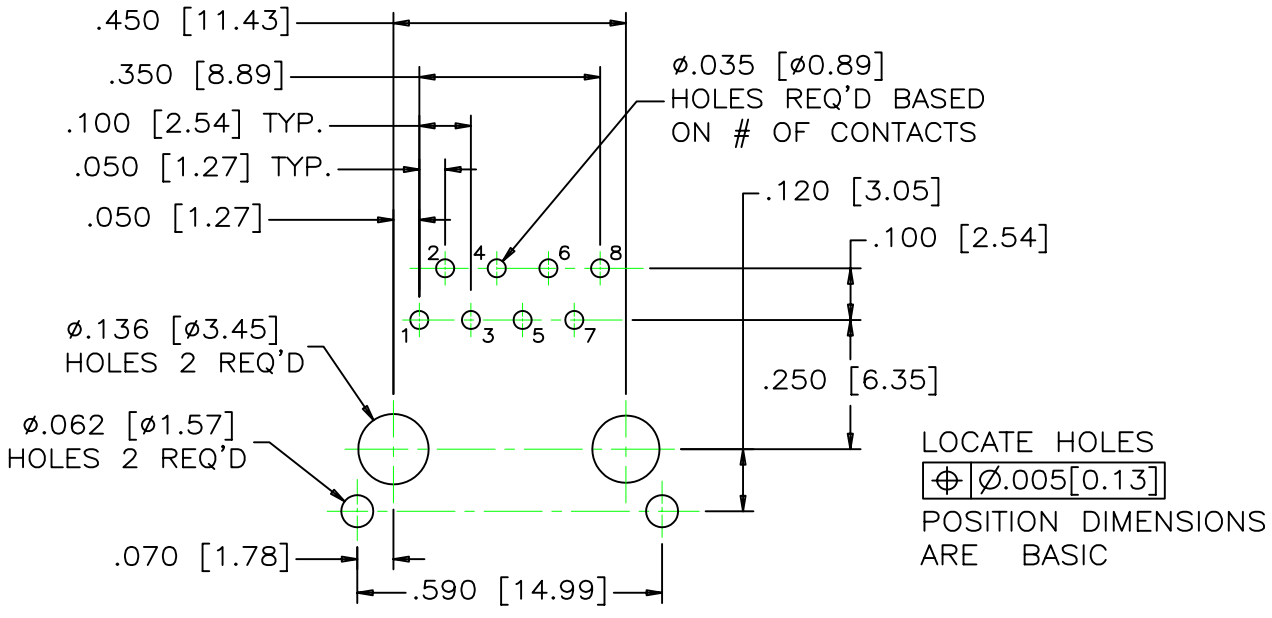 .450 [11.43]
.350 [8.89]
.100 [2.54] TYP.
.050 [1.27] TYP.
.050 [1.27]
ø.035 [ø0.89]
HOLES REQ'D BASED
ON # OF CONTACTS
.120 [3.05]
.100 [2.54]
2 4 6 8
1 3 5 7
ø.136 [ø3.45]
HOLES 2 REQ'D
.250 [6.35]
ø.062 [ø1.57]
HOLES 2 REQ'D
LOCATE HOLES
⌖ Ø.005[0.13]
POSITION DIMENSIONS
ARE BASIC
.070 [1.78]
.590 [14.99]